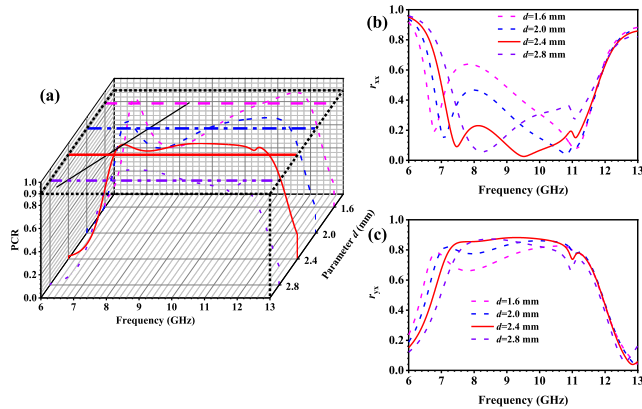 (a)
1.0
0.9
0.8
0.6
0.4
0.2
0.0
PCR
6 7 8 9 10 11 12 13
Frequency (GHz)
1.6
2.0
2.4
2.8
Parameter d (mm)
(b)
1.0
0.8
0.6
0.4
0.2
0.0
rxx
d=1.6 mm
d=2.0 mm
d=2.4 mm
d=2.8 mm
6 7 8 9 10 11 12 13
Frequency (GHz)
(c)
1.0
0.8
0.6
0.4
0.2
0.0
ryx
d=1.6 mm
d=2.0 mm
d=2.4 mm
d=2.8 mm
6 7 8 9 10 11 12 13
Frequency (GHz)